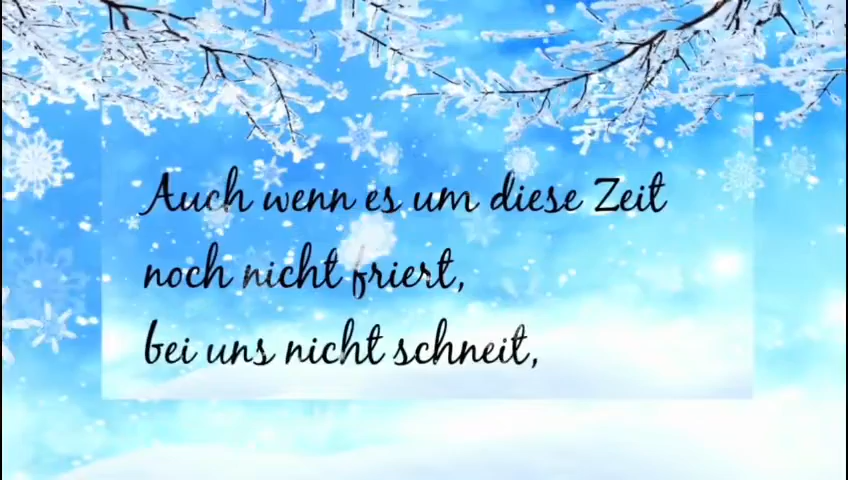 Auch wenn es um diese Zeit
noch nicht friert,
bei uns nicht schneit,